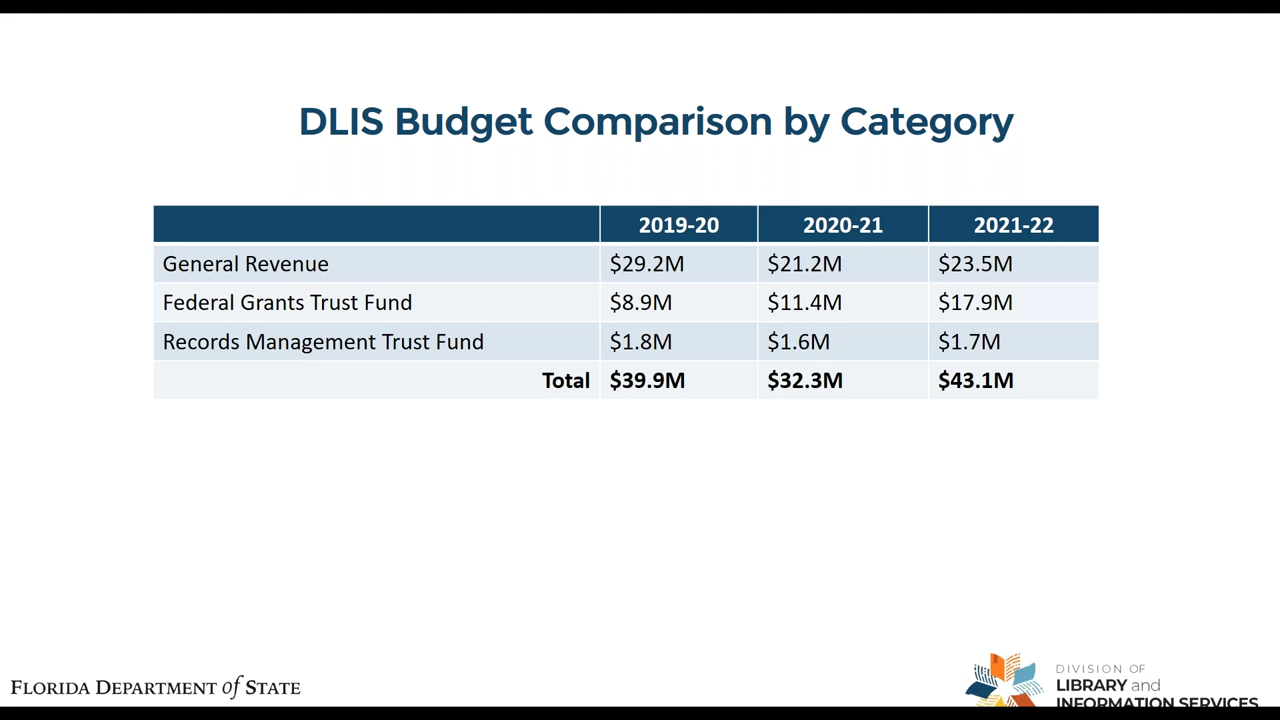 DLIS Budget Comparison by Category
2019-20 2020-21 2021-22
General Revenue $29.2M $21.2M $23.5M
Federal Grants Trust Fund $8.9M $11.4M $17.9M
Records Management Trust Fund $1.8M $1.6M $1.7M
Total $39.9M $32.3M $43.1M
FLORIDA DEPARTMENT of STATE
DIVISION OF
LIBRARY and
INFORMATION SERVICES